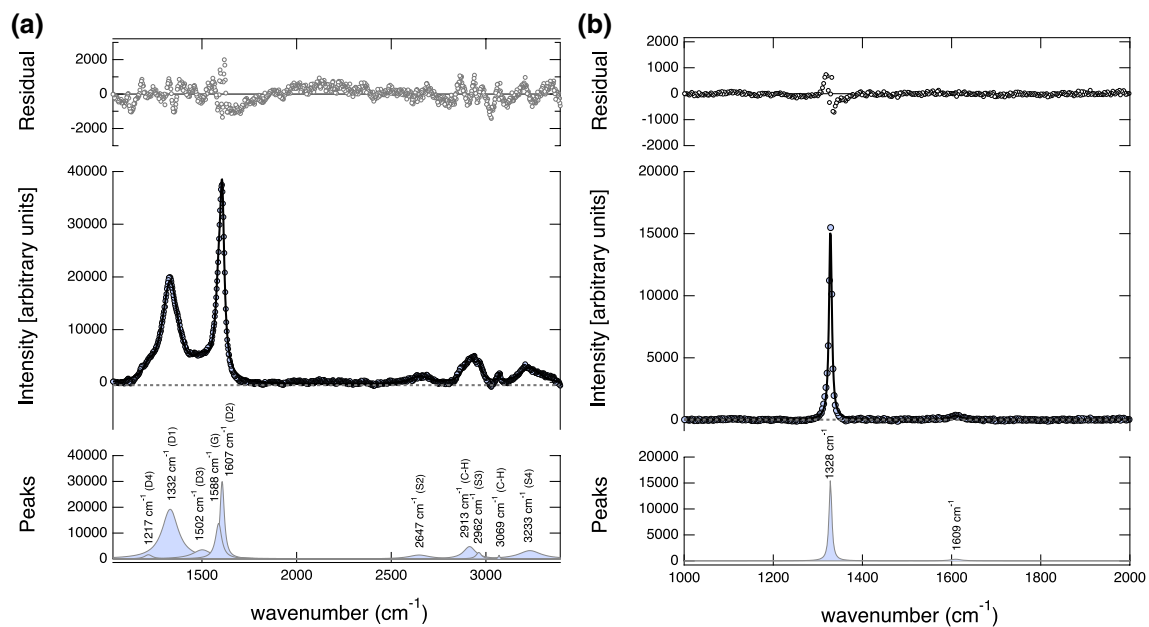 (a)
Residual
2000
0
-2000
Intensity [arbitrary units]
40000
30000
20000
10000
0
Peaks
40000
30000
20000
10000
0
1217 cm-1 (D4)
1332 cm-1 (D1)
1502 cm-1 (D3)
1588 cm-1 (G)
1607 cm-1 (D2)
2647 cm-1 (S2)
2913 cm-1 (C-H)
2962 cm-1 (S3)
3069 cm-1 (C-H)
3233 cm-1 (S4)
1500
2000
2500
3000
wavenumber (cm-1)
(b)
Residual
2000
1000
0
-1000
-2000
Intensity [arbitrary units]
20000
15000
10000
5000
0
Peaks
20000
15000
10000
5000
0
1328 cm-1
1609 cm-1
1000
1200
1400
1600
1800
2000
wavenumber (cm-1)